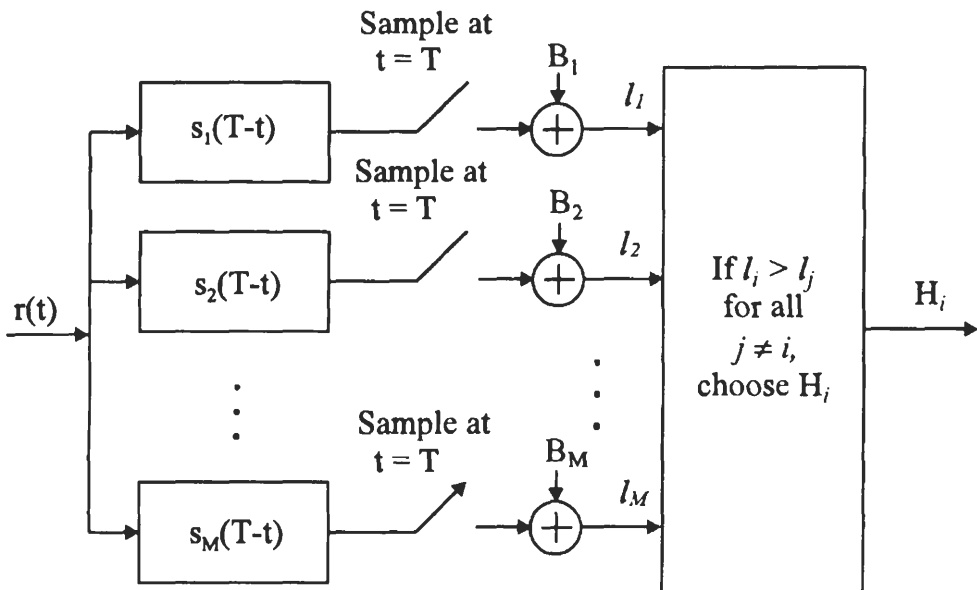 Sample at
t = T
B₁
l₁
s₁(T-t)
Sample at
t = T
B₂
l₂
s₂(T-t)
r(t)
If lᵢ > lⱼ
for all
j ≠ i,
choose Hᵢ
Hᵢ
Sample at
t = T
B_M
l_M
s_M(T-t)